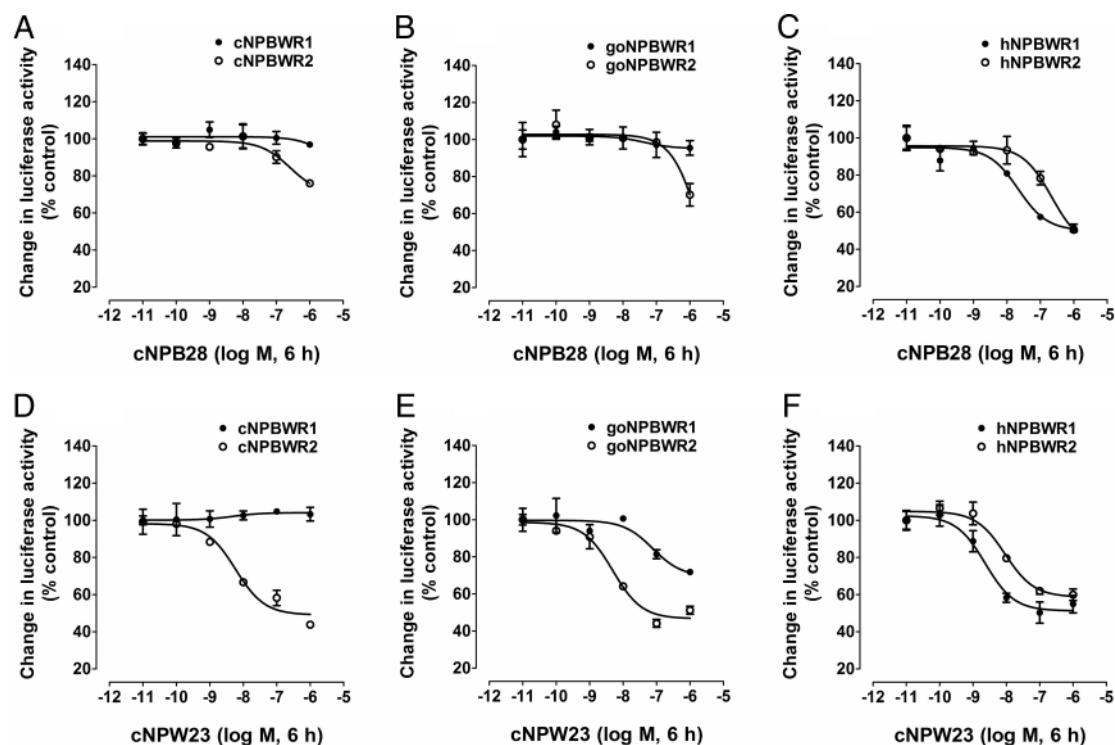 A
cNPBWR1
cNPBWR2
Change in luciferase activity
(% control)
140
120
100
80
60
40
20
-12 -11 -10 -9 -8 -7 -6 -5
cNPB28 (log M, 6 h)
B
goNPBWR1
goNPBWR2
Change in luciferase activity
(% control)
140
120
100
80
60
40
20
-12 -11 -10 -9 -8 -7 -6 -5
cNPB28 (log M, 6 h)
C
hNPBWR1
hNPBWR2
Change in luciferase activity
(% control)
140
120
100
80
60
40
20
-12 -11 -10 -9 -8 -7 -6 -5
cNPB28 (log M, 6 h)
D
cNPBWR1
cNPBWR2
Change in luciferase activity
(% control)
140
120
100
80
60
40
20
-12 -11 -10 -9 -8 -7 -6 -5
cNPW23 (log M, 6 h)
E
goNPBWR1
goNPBWR2
Change in luciferase activity
(% control)
140
120
100
80
60
40
20
-12 -11 -10 -9 -8 -7 -6 -5
cNPW23 (log M, 6 h)
F
hNPBWR1
hNPBWR2
Change in luciferase activity
(% control)
140
120
100
80
60
40
20
-12 -11 -10 -9 -8 -7 -6 -5
cNPW23 (log M, 6 h)